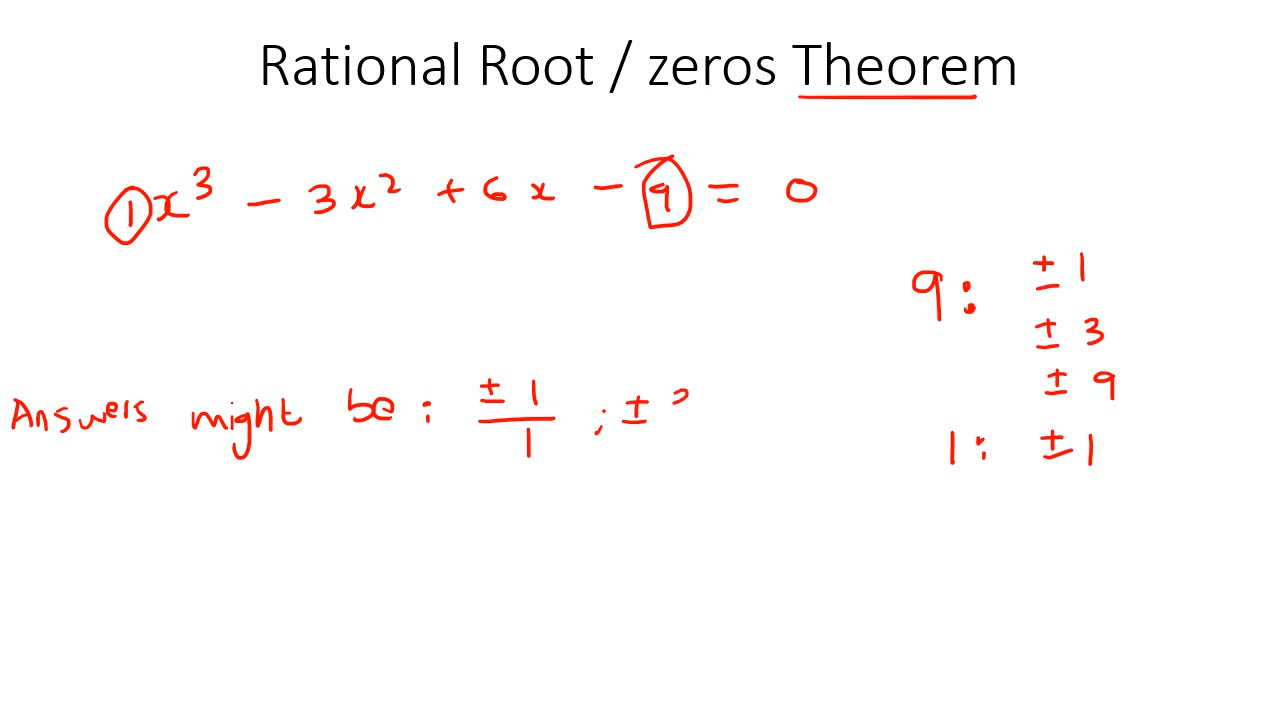 Rational Root / zeros Theorem
1x³ - 3x² + 6x - 9 = 0
9: ± 1
± 3
± 9
Answers might be: ± 1/1 ; ±
1: ± 1